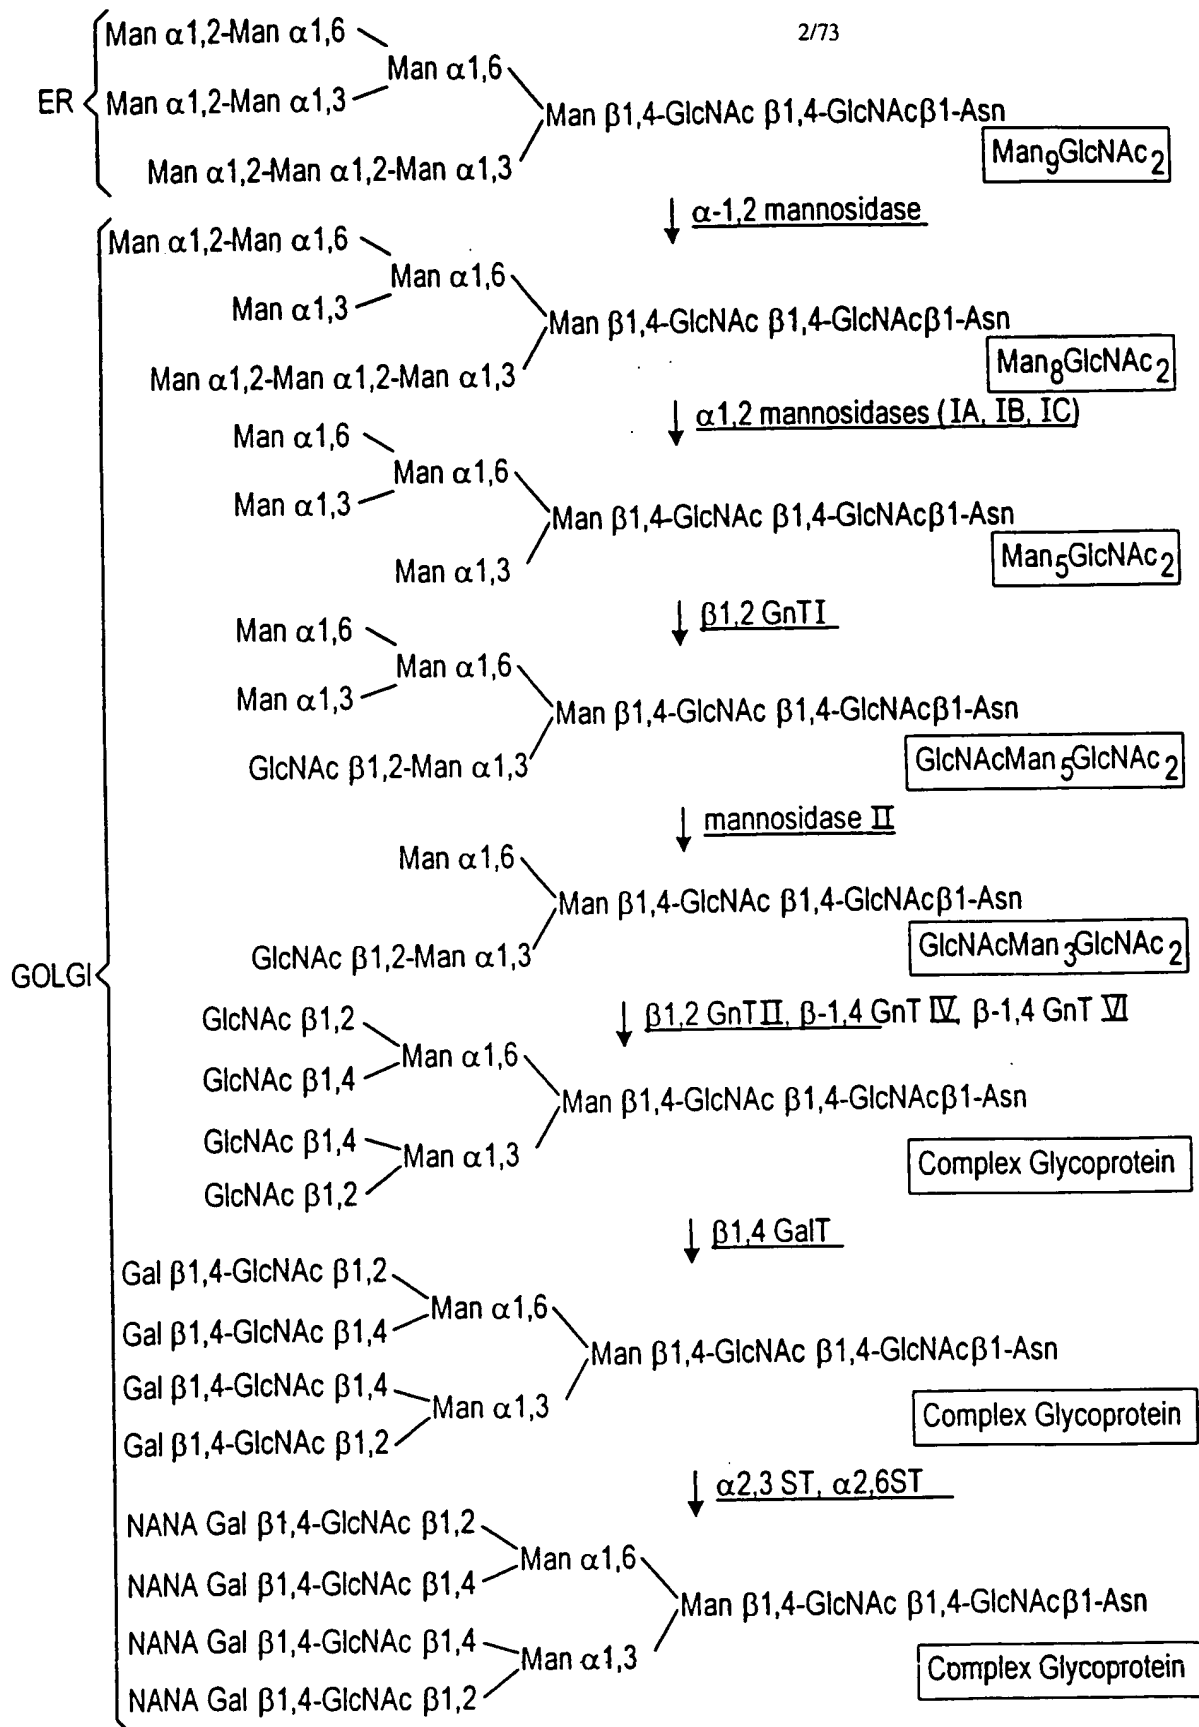 2/73
ER
Man α1,2-Man α1,6
Man α1,6
Man α1,2-Man α1,3
Man β1,4-GlcNAc β1,4-GlcNAcβ1-Asn
Man α1,2-Man α1,2-Man α1,3
Man9GlcNAc2
α-1,2 mannosidase
GOLGI
Man α1,2-Man α1,6
Man α1,6
Man α1,3
Man β1,4-GlcNAc β1,4-GlcNAcβ1-Asn
Man α1,2-Man α1,2-Man α1,3
Man8GlcNAc2
α1,2 mannosidases (IA, IB, IC)
Man α1,6
Man α1,6
Man α1,3
Man β1,4-GlcNAc β1,4-GlcNAcβ1-Asn
Man α1,3
Man5GlcNAc2
β1,2 GnTI
Man α1,6
Man α1,6
Man α1,3
Man β1,4-GlcNAc β1,4-GlcNAcβ1-Asn
GlcNAc β1,2-Man α1,3
GlcNAcMan5GlcNAc2
mannosidase II
Man α1,6
Man β1,4-GlcNAc β1,4-GlcNAcβ1-Asn
GlcNAc β1,2-Man α1,3
GlcNAcMan3GlcNAc2
β1,2 GnTII, β-1,4 GnT IV, β-1,4 GnT VI
GlcNAc β1,2
Man α1,6
GlcNAc β1,4
Man β1,4-GlcNAc β1,4-GlcNAcβ1-Asn
GlcNAc β1,4
Man α1,3
GlcNAc β1,2
Complex Glycoprotein
β1,4 GalT
Gal β1,4-GlcNAc β1,2
Man α1,6
Gal β1,4-GlcNAc β1,4
Man β1,4-GlcNAc β1,4-GlcNAcβ1-Asn
Gal β1,4-GlcNAc β1,4
Man α1,3
Gal β1,4-GlcNAc β1,2
Complex Glycoprotein
α2,3 ST, α2,6ST
NANA Gal β1,4-GlcNAc β1,2
Man α1,6
NANA Gal β1,4-GlcNAc β1,4
Man β1,4-GlcNAc β1,4-GlcNAcβ1-Asn
NANA Gal β1,4-GlcNAc β1,4
Man α1,3
NANA Gal β1,4-GlcNAc β1,2
Complex Glycoprotein